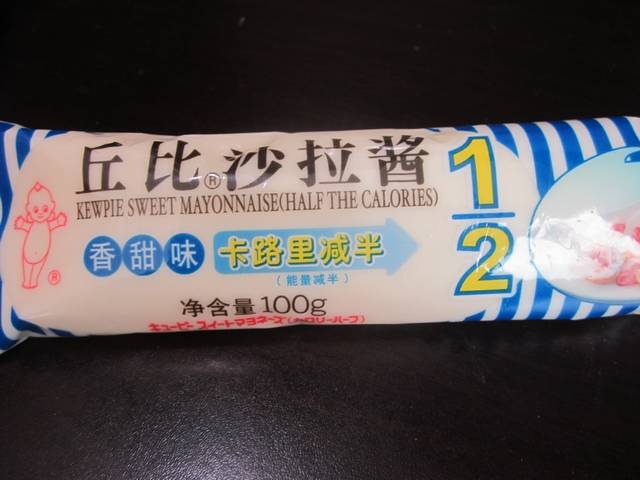 丘比®沙拉酱
KEWPIE SWEET MAYONNAISE(HALF THE CALORIES)
1/2
香甜味 卡路里减半
(能量减半)
®
净含量100g
キューピー スイートマヨネーズ(カロリーハーフ)